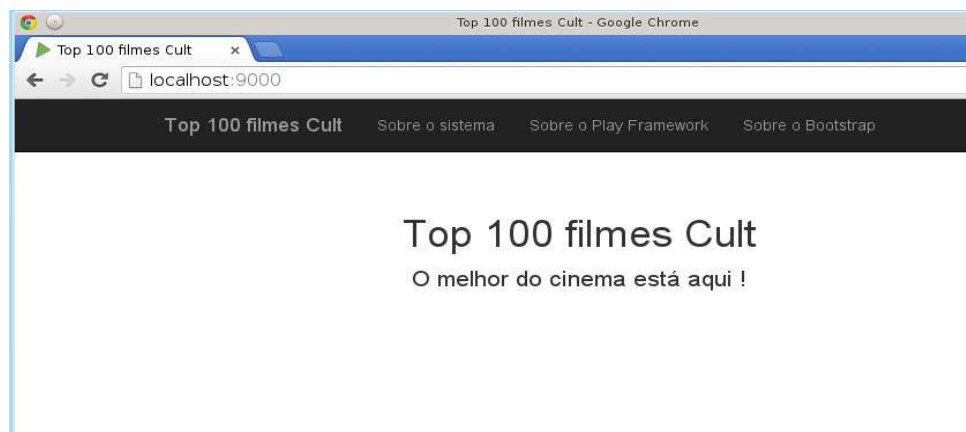 Top 100 filmes Cult - Google Chrome
Top 100 filmes Cult
localhost:9000
Top 100 filmes Cult Sobre o sistema Sobre o Play Framework Sobre o Bootstrap
Top 100 filmes Cult
O melhor do cinema está aqui !